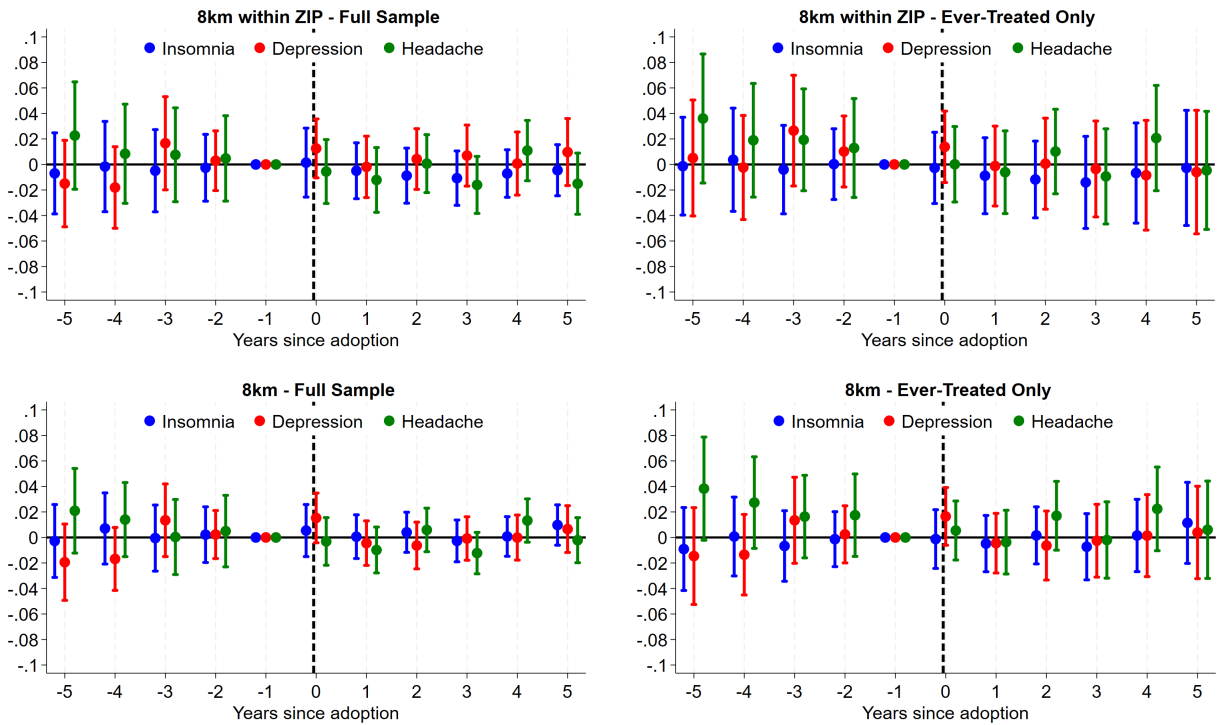 8km within ZIP - Full Sample
Insomnia Depression Headache
.1
.08
.06
.04
.02
0
-.02
-.04
-.06
-.08
-.1
-5 -4 -3 -2 -1 0 1 2 3 4 5
Years since adoption
8km within ZIP - Ever-Treated Only
Insomnia Depression Headache
.1
.08
.06
.04
.02
0
-.02
-.04
-.06
-.08
-.1
-5 -4 -3 -2 -1 0 1 2 3 4 5
Years since adoption
8km - Full Sample
Insomnia Depression Headache
.1
.08
.06
.04
.02
0
-.02
-.04
-.06
-.08
-.1
-5 -4 -3 -2 -1 0 1 2 3 4 5
Years since adoption
8km - Ever-Treated Only
Insomnia Depression Headache
.1
.08
.06
.04
.02
0
-.02
-.04
-.06
-.08
-.1
-5 -4 -3 -2 -1 0 1 2 3 4 5
Years since adoption